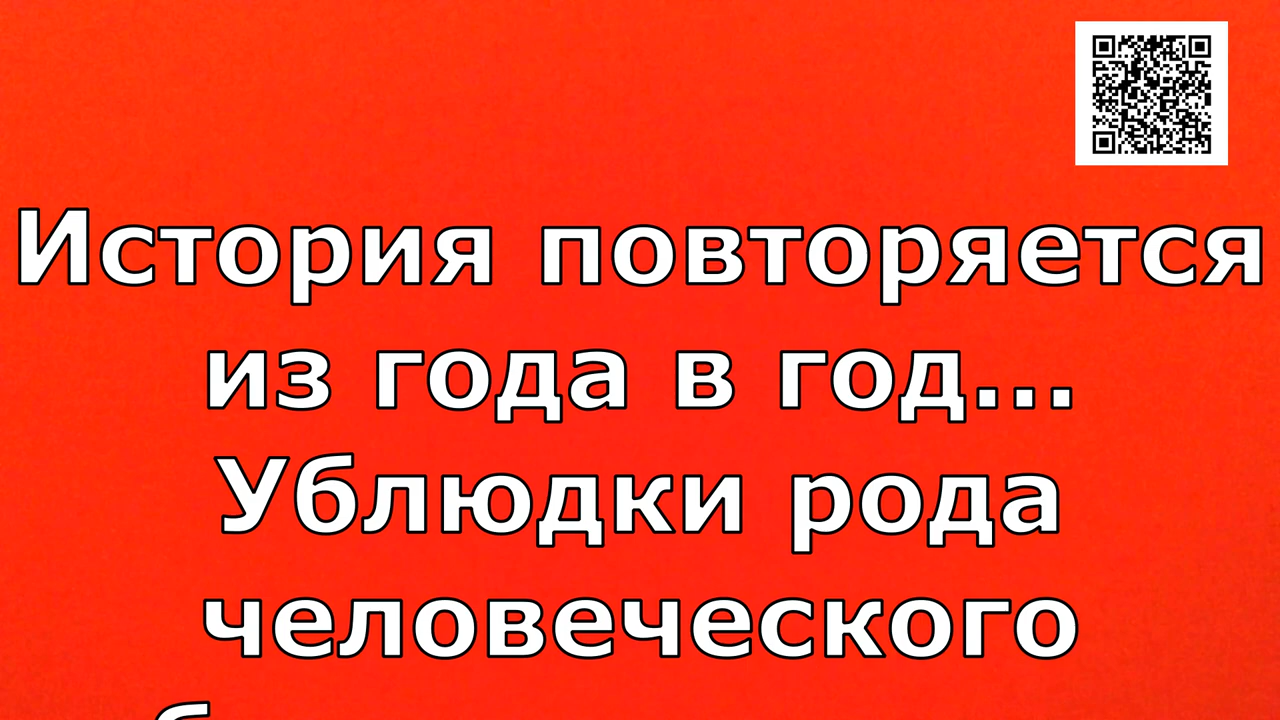 История повторяется
из года в год...
Ублюдки рода
человеческого